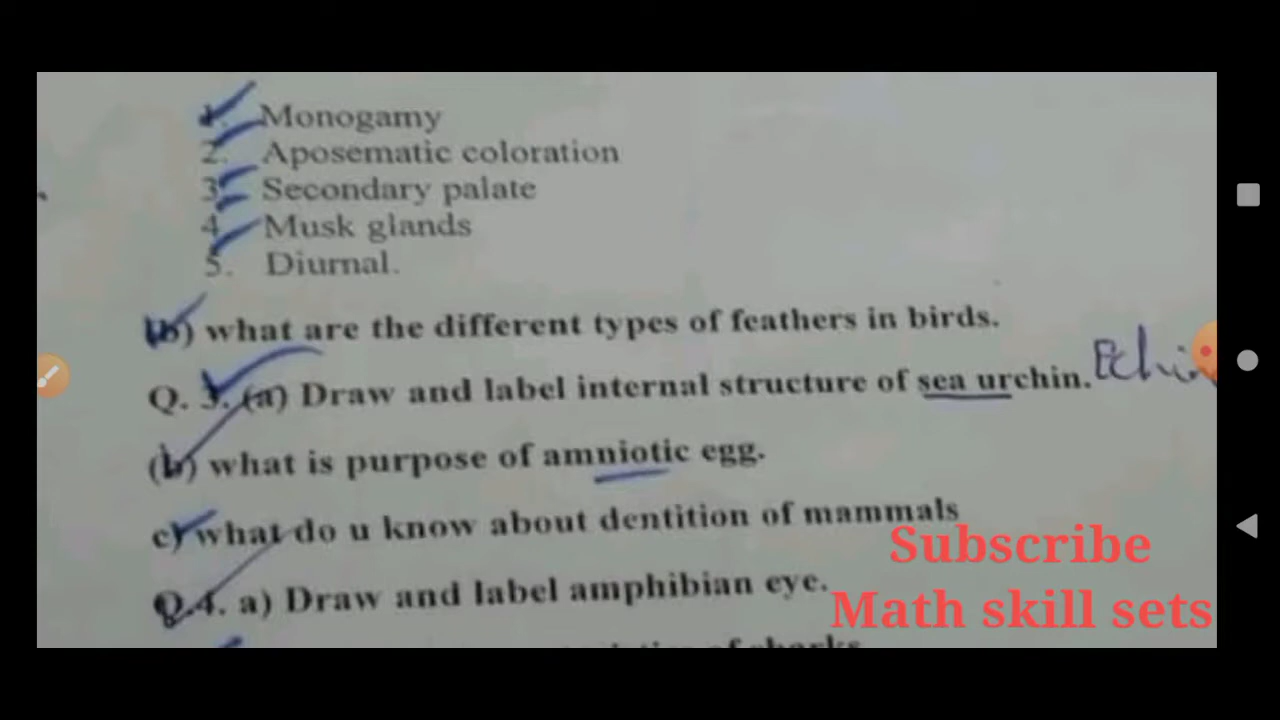 1. Monogamy
2. Aposematic coloration
3. Secondary palate
4. Musk glands
5. Diurnal.
(b) what are the different types of feathers in birds.
Q. 3. (a) Draw and label internal structure of sea urchin.
(b) what is purpose of amniotic egg.
c) what do u know about dentition of mammals
Q.4. a) Draw and label amphibian eye.
of sharks
Subscribe
Math skill sets